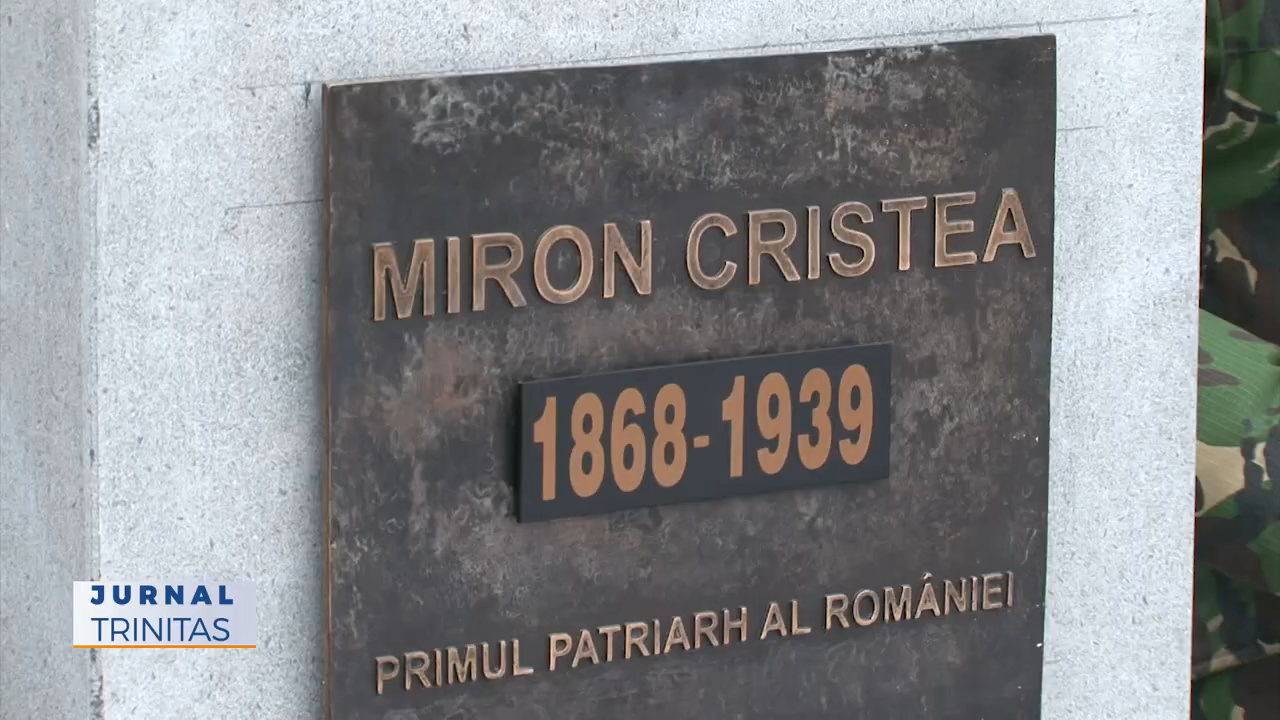 MIRON CRISTEA
1868-1939
PRIMUL PATRIARH AL ROMÂNIEI
JURNAL
TRINITAS